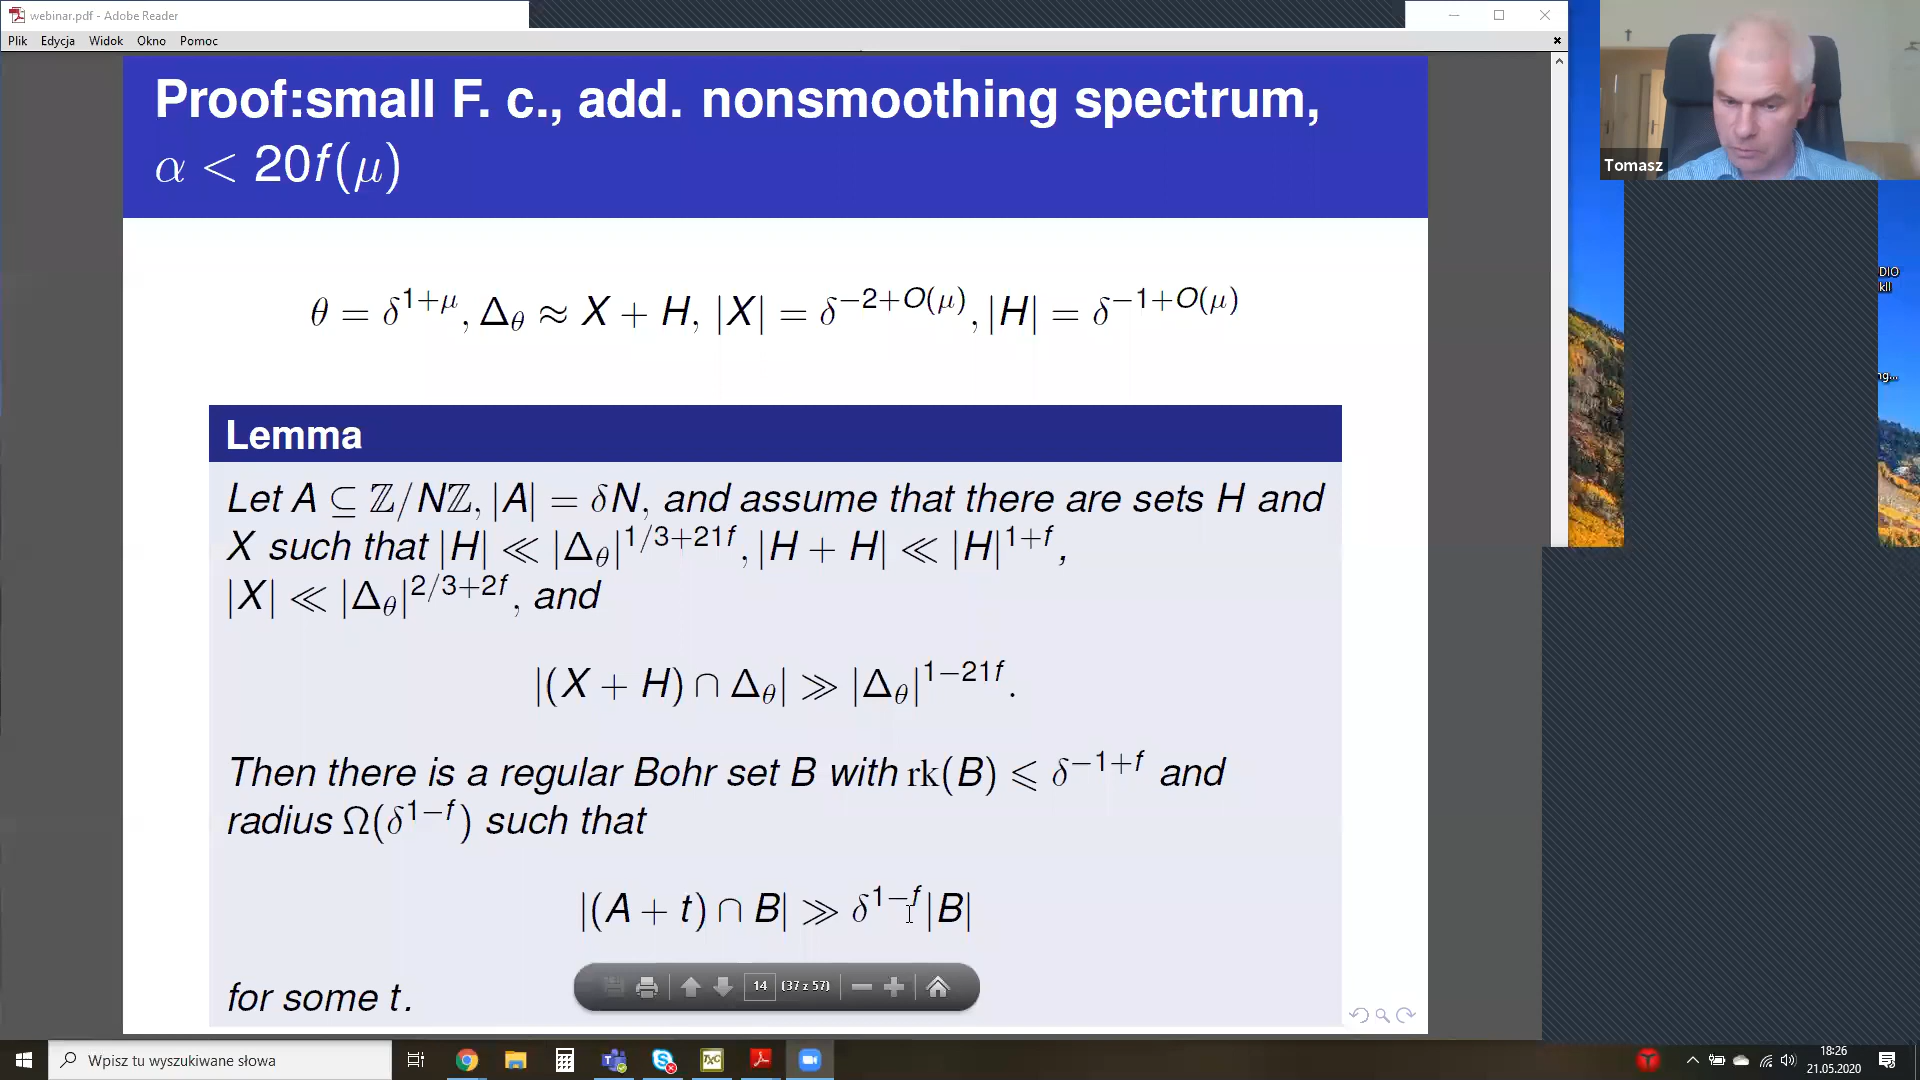 webinar.pdf - Adobe Reader
Plik Edycja Widok Okno Pomoc
Proof:small F. c., add. nonsmoothing spectrum,
α < 20f(μ)
Tomasz
θ = δ^{1+μ}, Δ_θ ≈ X + H, |X| = δ^{−2+O(μ)}, |H| = δ^{−1+O(μ)}
Lemma
Let A ⊆ ℤ/Nℤ, |A| = δN, and assume that there are sets H and
X such that |H| ≪ |Δ_θ|^{1/3+21f}, |H + H| ≪ |H|^{1+f},
|X| ≪ |Δ_θ|^{2/3+2f}, and
|(X + H) ∩ Δ_θ| ≫ |Δ_θ|^{1−21f}.
Then there is a regular Bohr set B with rk(B) ⩽ δ^{−1+f} and
radius Ω(δ^{1−f}) such that
|(A + t) ∩ B| ≫ δ^{1−f}|B|
for some t.
14 (37 z 57)
Wpisz tu wyszukiwane słowa
18:26
21.05.2020